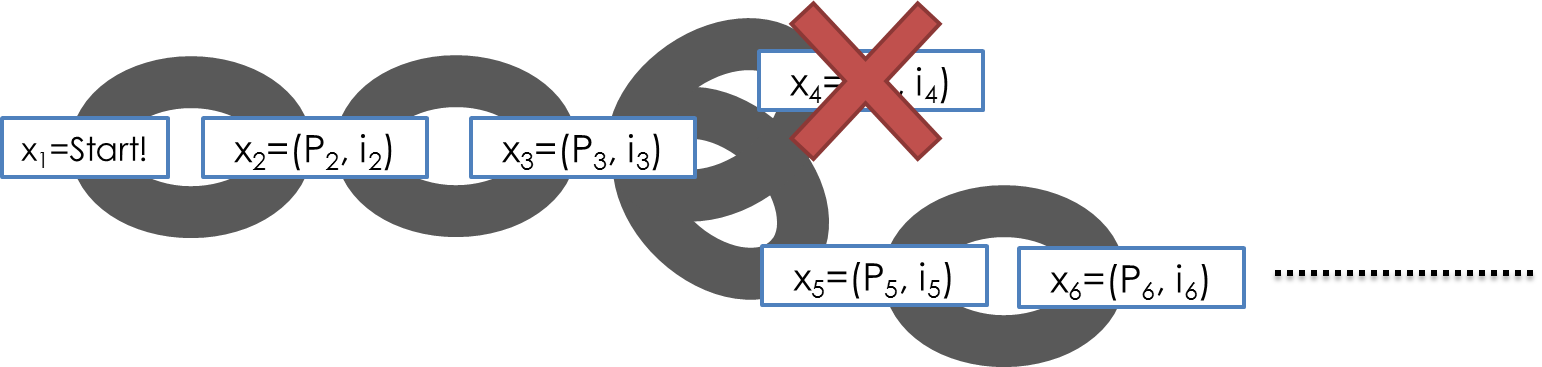 x₁=Start!
x₂=(P₂, i₂)
x₃=(P₃, i₃)
x₄= , i₄)
x₅=(P₅, i₅)
x₆=(P₆, i₆)